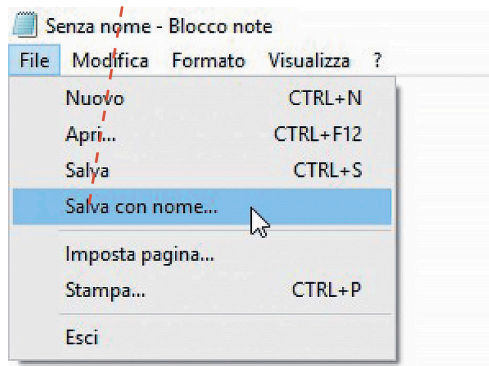 Senza nome - Blocco note
File Modifica Formato Visualizza ?
Nuovo CTRL+N
Apri... CTRL+F12
Salva CTRL+S
Salva con nome...
Imposta pagina...
Stampa... CTRL+P
Esci